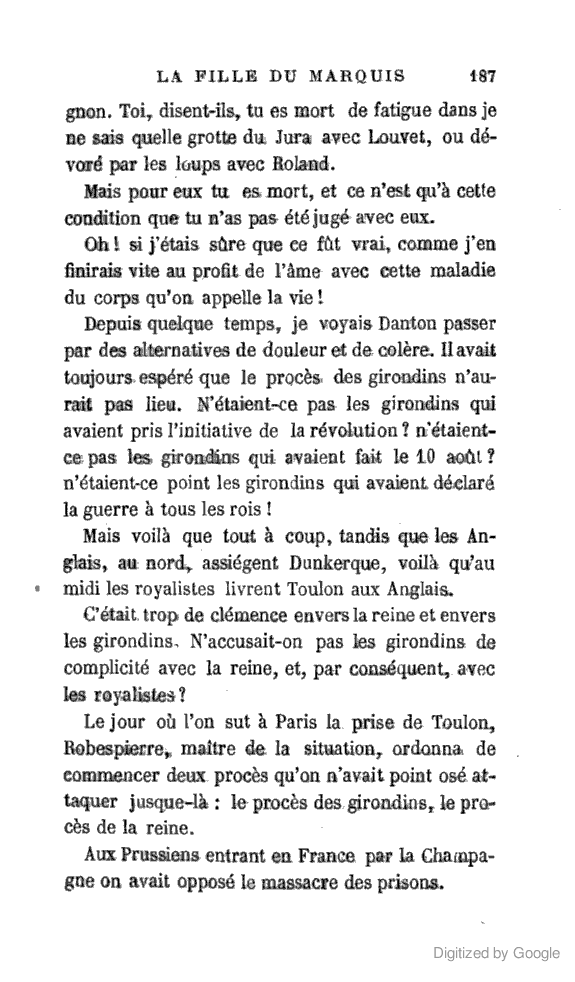 LA FILLE DU MARQUIS 187
gnon. Toi, disent-ils, tu es mort de fatigue dans je
ne sais quelle grotte du Jura avec Louvet, ou dé-
voré par les loups avec Roland.
Mais pour eux tu es mort, et ce n'est qu'à cette
condition que tu n'as pas été jugé avec eux.
Oh! si j'étais sûre que ce fût vrai, comme j'en
finirais vite au profit de l'âme avec cette maladie
du corps qu'on appelle la vie!
Depuis quelque temps, je voyais Danton passer
par des alternatives de douleur et de colère. Il avait
toujours espéré que le procès des girondins n'au-
rait pas lieu. N'étaient-ce pas les girondins qui
avaient pris l'initiative de la révolution? n'étaient-
ce pas les girondins qui avaient fait le 10 août?
n'étaient-ce point les girondins qui avaient déclaré
la guerre à tous les rois!
Mais voilà que tout à coup, tandis que les An-
glais, au nord, assiégent Dunkerque, voilà qu'au
midi les royalistes livrent Toulon aux Anglais.
C'était trop de clémence envers la reine et envers
les girondins. N'accusait-on pas les girondins de
complicité avec la reine, et, par conséquent, avec
les royalistes?
Le jour où l'on sut à Paris la prise de Toulon,
Robespierre, maître de la situation, ordonna de
commencer deux procès qu'on n'avait point osé at-
taquer jusque-là : le procès des girondins, le pro-
cès de la reine.
Aux Prussiens entrant en France par la Champa-
gne on avait opposé le massacre des prisons.
Digitized by Google